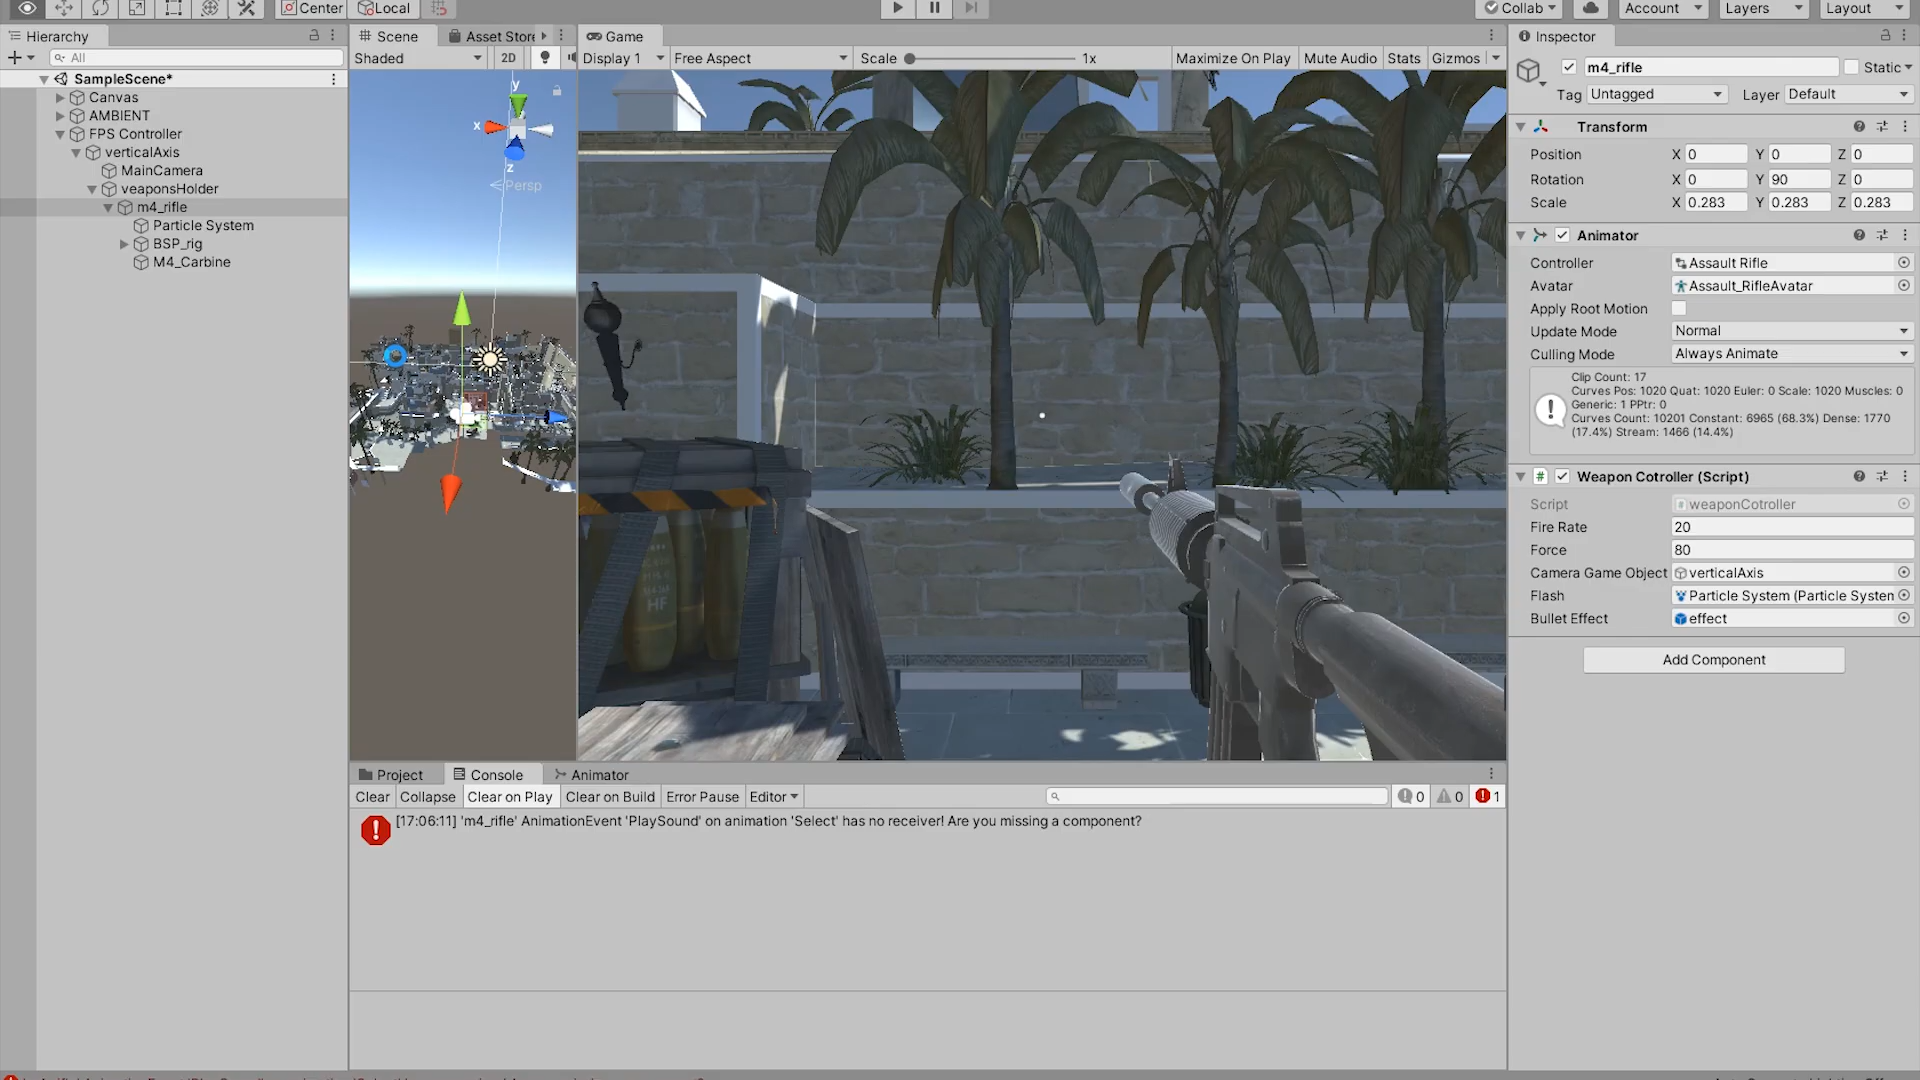 Center
Local
Collab
Account
Layers
Layout
Hierarchy
All
SampleScene*
Canvas
AMBIENT
FPS Controller
verticalAxis
MainCamera
veaponsHolder
m4_rifle
Particle System
BSP_rig
M4_Carbine
Scene
Asset Store
Shaded
2D
y
x
z
Persp
Game
Display 1
Free Aspect
Scale
1x
Maximize On Play
Mute Audio
Stats
Gizmos
HF
Project
Console
Animator
Clear
Collapse
Clear on Play
Clear on Build
Error Pause
Editor
0
0
1
[17:06:11] 'm4_rifle' AnimationEvent 'PlaySound' on animation 'Select' has no receiver! Are you missing a component?
Inspector
m4_rifle
Static
Tag Untagged
Layer Default
Transform
Position X 0 Y 0 Z 0
Rotation X 0 Y 90 Z 0
Scale X 0.283 Y 0.283 Z 0.283
Animator
Controller Assault Rifle
Avatar Assault_RifleAvatar
Apply Root Motion
Update Mode Normal
Culling Mode Always Animate
Clip Count: 17
Curves Pos: 1020 Quat: 1020 Euler: 0 Scale: 1020 Muscles: 0
Generic: 1 PPtr: 0
Curves Count: 10201 Constant: 6965 (68.3%) Dense: 1770
(17.4%) Stream: 1466 (14.4%)
# Weapon Cotroller (Script)
Script weaponCotroller
Fire Rate 20
Force 80
Camera Game Object verticalAxis
Flash Particle System (Particle System
Bullet Effect effect
Add Component